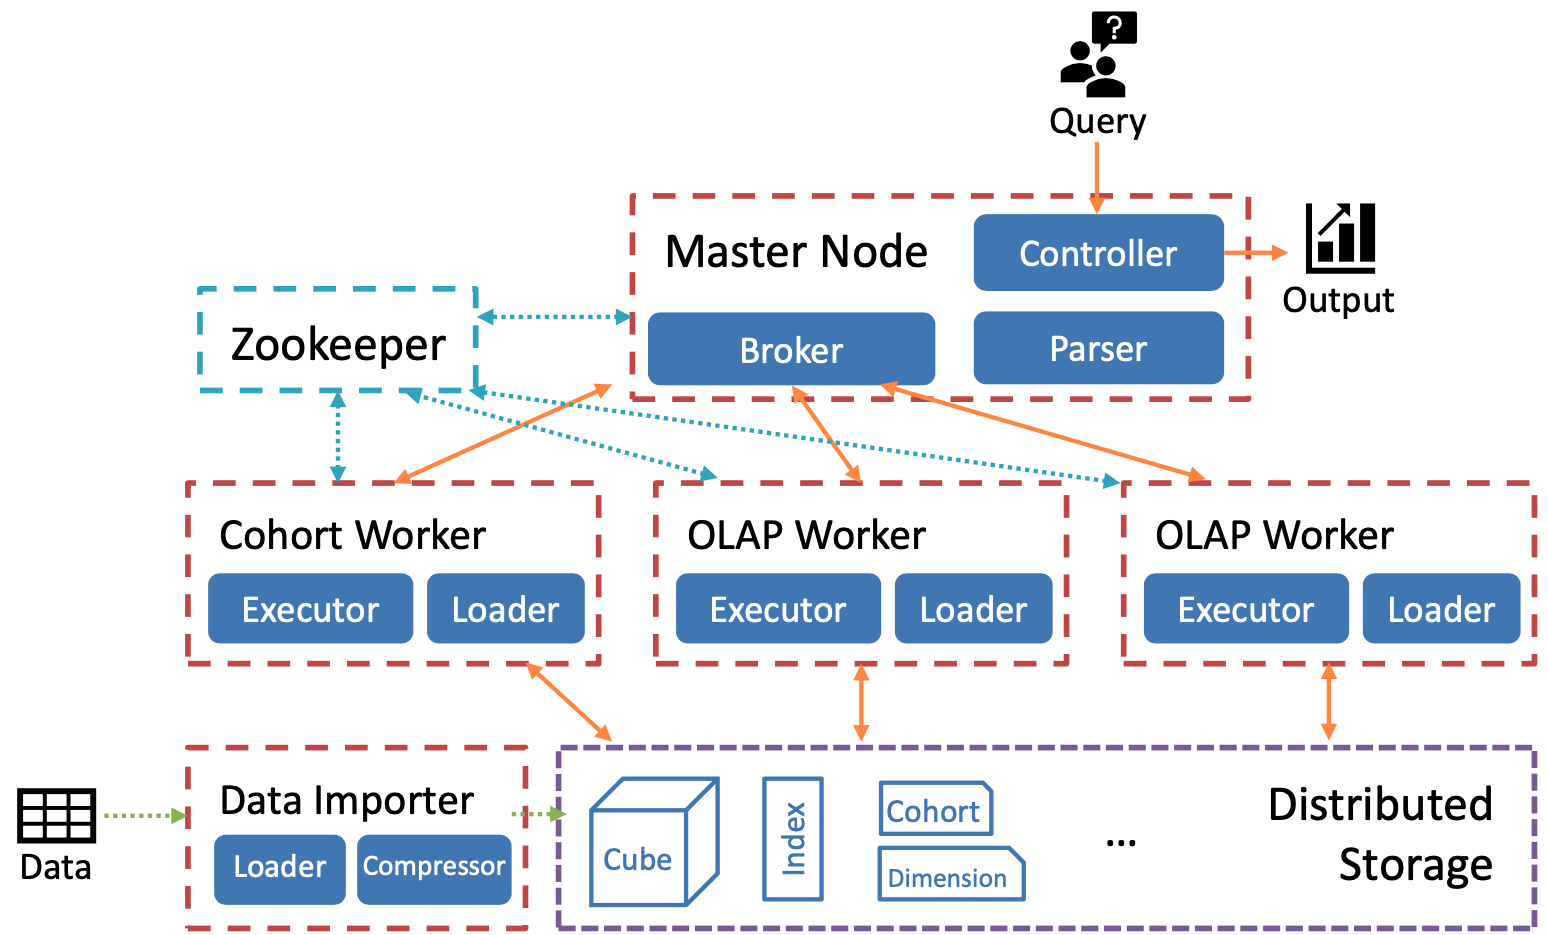 ?
Query
Master Node
Controller
Output
Zookeeper
Broker
Parser
Cohort Worker
Executor
Loader
OLAP Worker
Executor
Loader
OLAP Worker
Executor
Loader
Data
Data Importer
Loader
Compressor
Cube
Index
Cohort
Dimension
...
Distributed
Storage